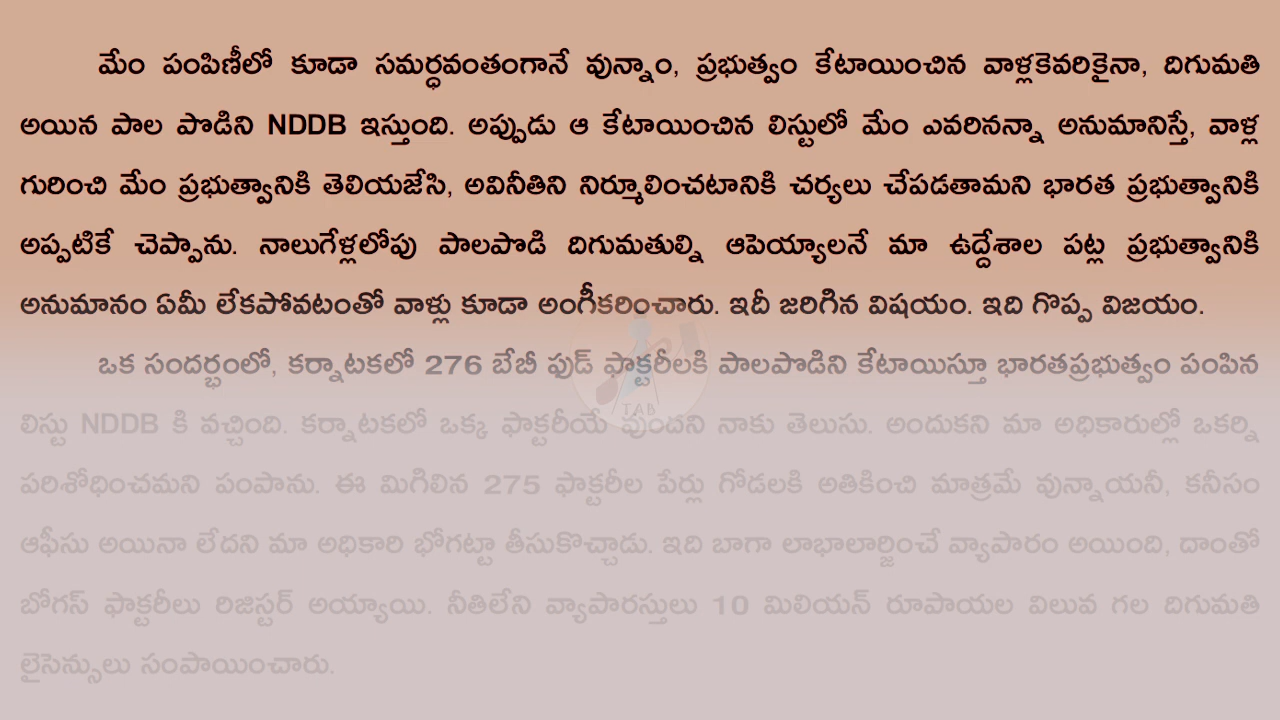 మేం పంపిణీలో కూడా సమర్ధవంతంగానే వున్నాం, ప్రభుత్వం కేటాయించిన వాళ్లకెవరికైనా, దిగుమతి
అయిన పాల పొడిని NDDB ఇస్తుంది. అప్పుడు ఆ కేటాయించిన లిస్టులో మేం ఎవరినన్నా అనుమానిస్తే, వాళ్ల
గురించి మేం ప్రభుత్వానికి తెలియజేసి, అవినీతిని నిర్మూలించటానికి చర్యలు చేపడతామని భారత ప్రభుత్వానికి
అప్పటికే చెప్పాను. నాలుగేళ్లలోపు పాలపొడి దిగుమతుల్ని ఆపెయ్యాలనే మా ఉద్దేశాల పట్ల ప్రభుత్వానికి
అనుమానం ఏమీ లేకపోవటంతో వాళ్లు కూడా అంగీకరించారు. ఇదీ జరిగిన విషయం. ఇది గొప్ప విజయం.
ఒక సందర్భంలో, కర్నాటకలో 276 బేబీ ఫుడ్ ఫాక్టరీలకి పాలపొడిని కేటాయిస్తూ భారతప్రభుత్వం పంపిన
లిస్టు NDDB కి వచ్చింది. కర్నాటకలో ఒక్క ఫాక్టరీయే వుందని నాకు తెలుసు. అందుకని మా అధికారుల్లో ఒకర్ని
పరిశోధించమని పంపాను. ఈ మిగిలిన 275 ఫాక్టరీల పేర్లు గోడలకి అతికించి మాత్రమే వున్నాయనీ, కనీసం
ఆఫీసు అయినా లేదని మా అధికారి భోగట్టా తీసుకొచ్చాడు. ఇది బాగా లాభాలార్జించే వ్యాపారం అయింది, దాంతో
బోగస్ ఫాక్టరీలు రిజిస్టర్ అయ్యాయి. నీతిలేని వ్యాపారస్తులు 10 మిలియన్ రూపాయల విలువ గల దిగుమతి
లైసెన్సులు సంపాయించారు.
TAB